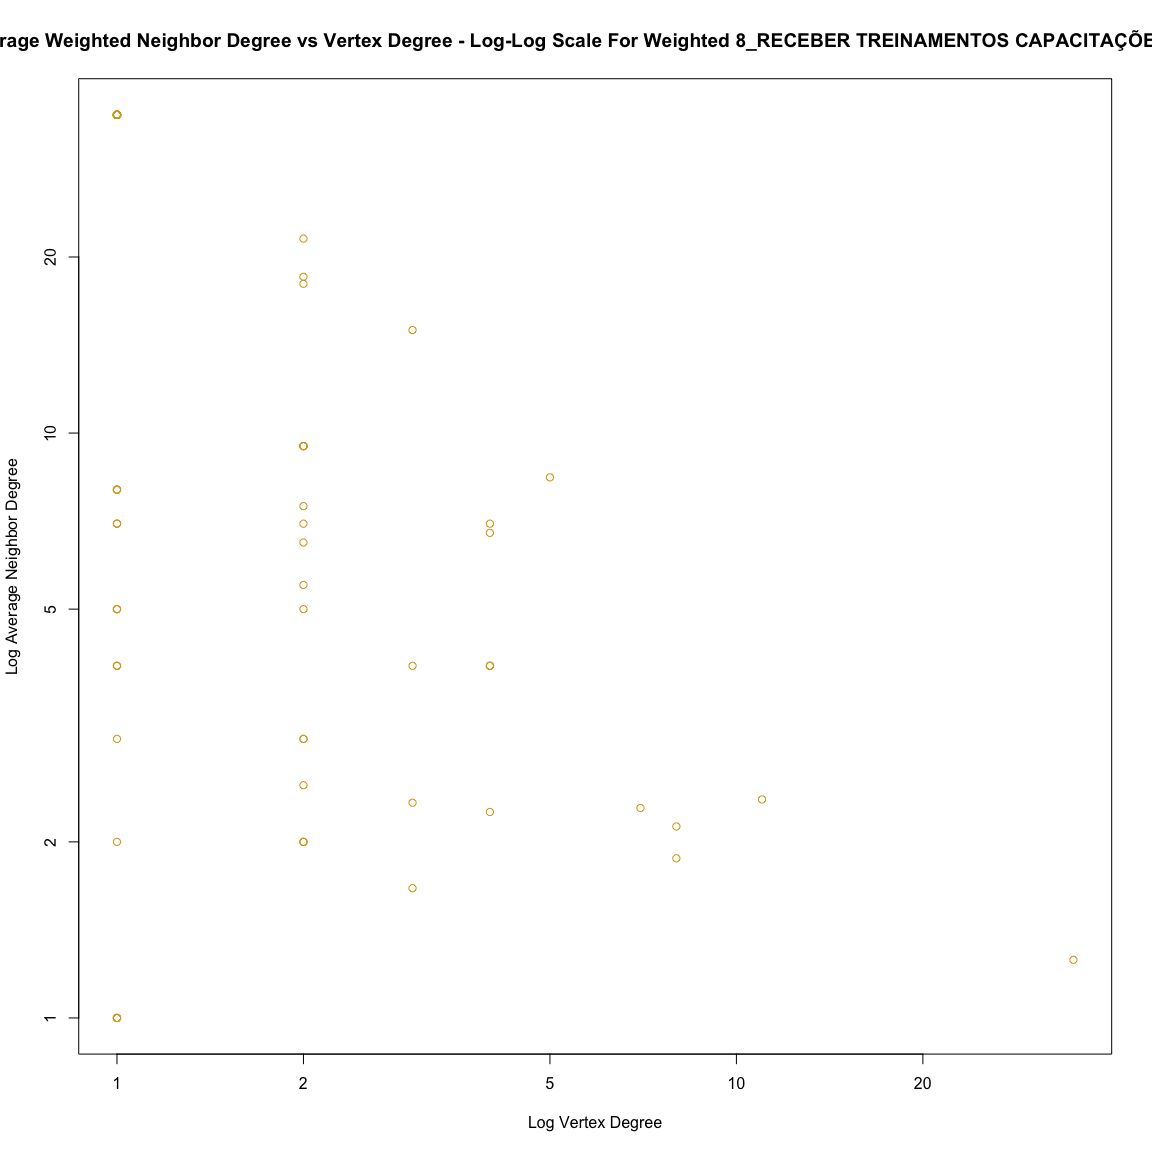 rage Weighted Neighbor Degree vs Vertex Degree - Log-Log Scale For Weighted 8_RECEBER TREINAMENTOS CAPACITAÇÕE
20
10
5
2
1
Log Average Neighbor Degree
1 2 5 10 20
Log Vertex Degree